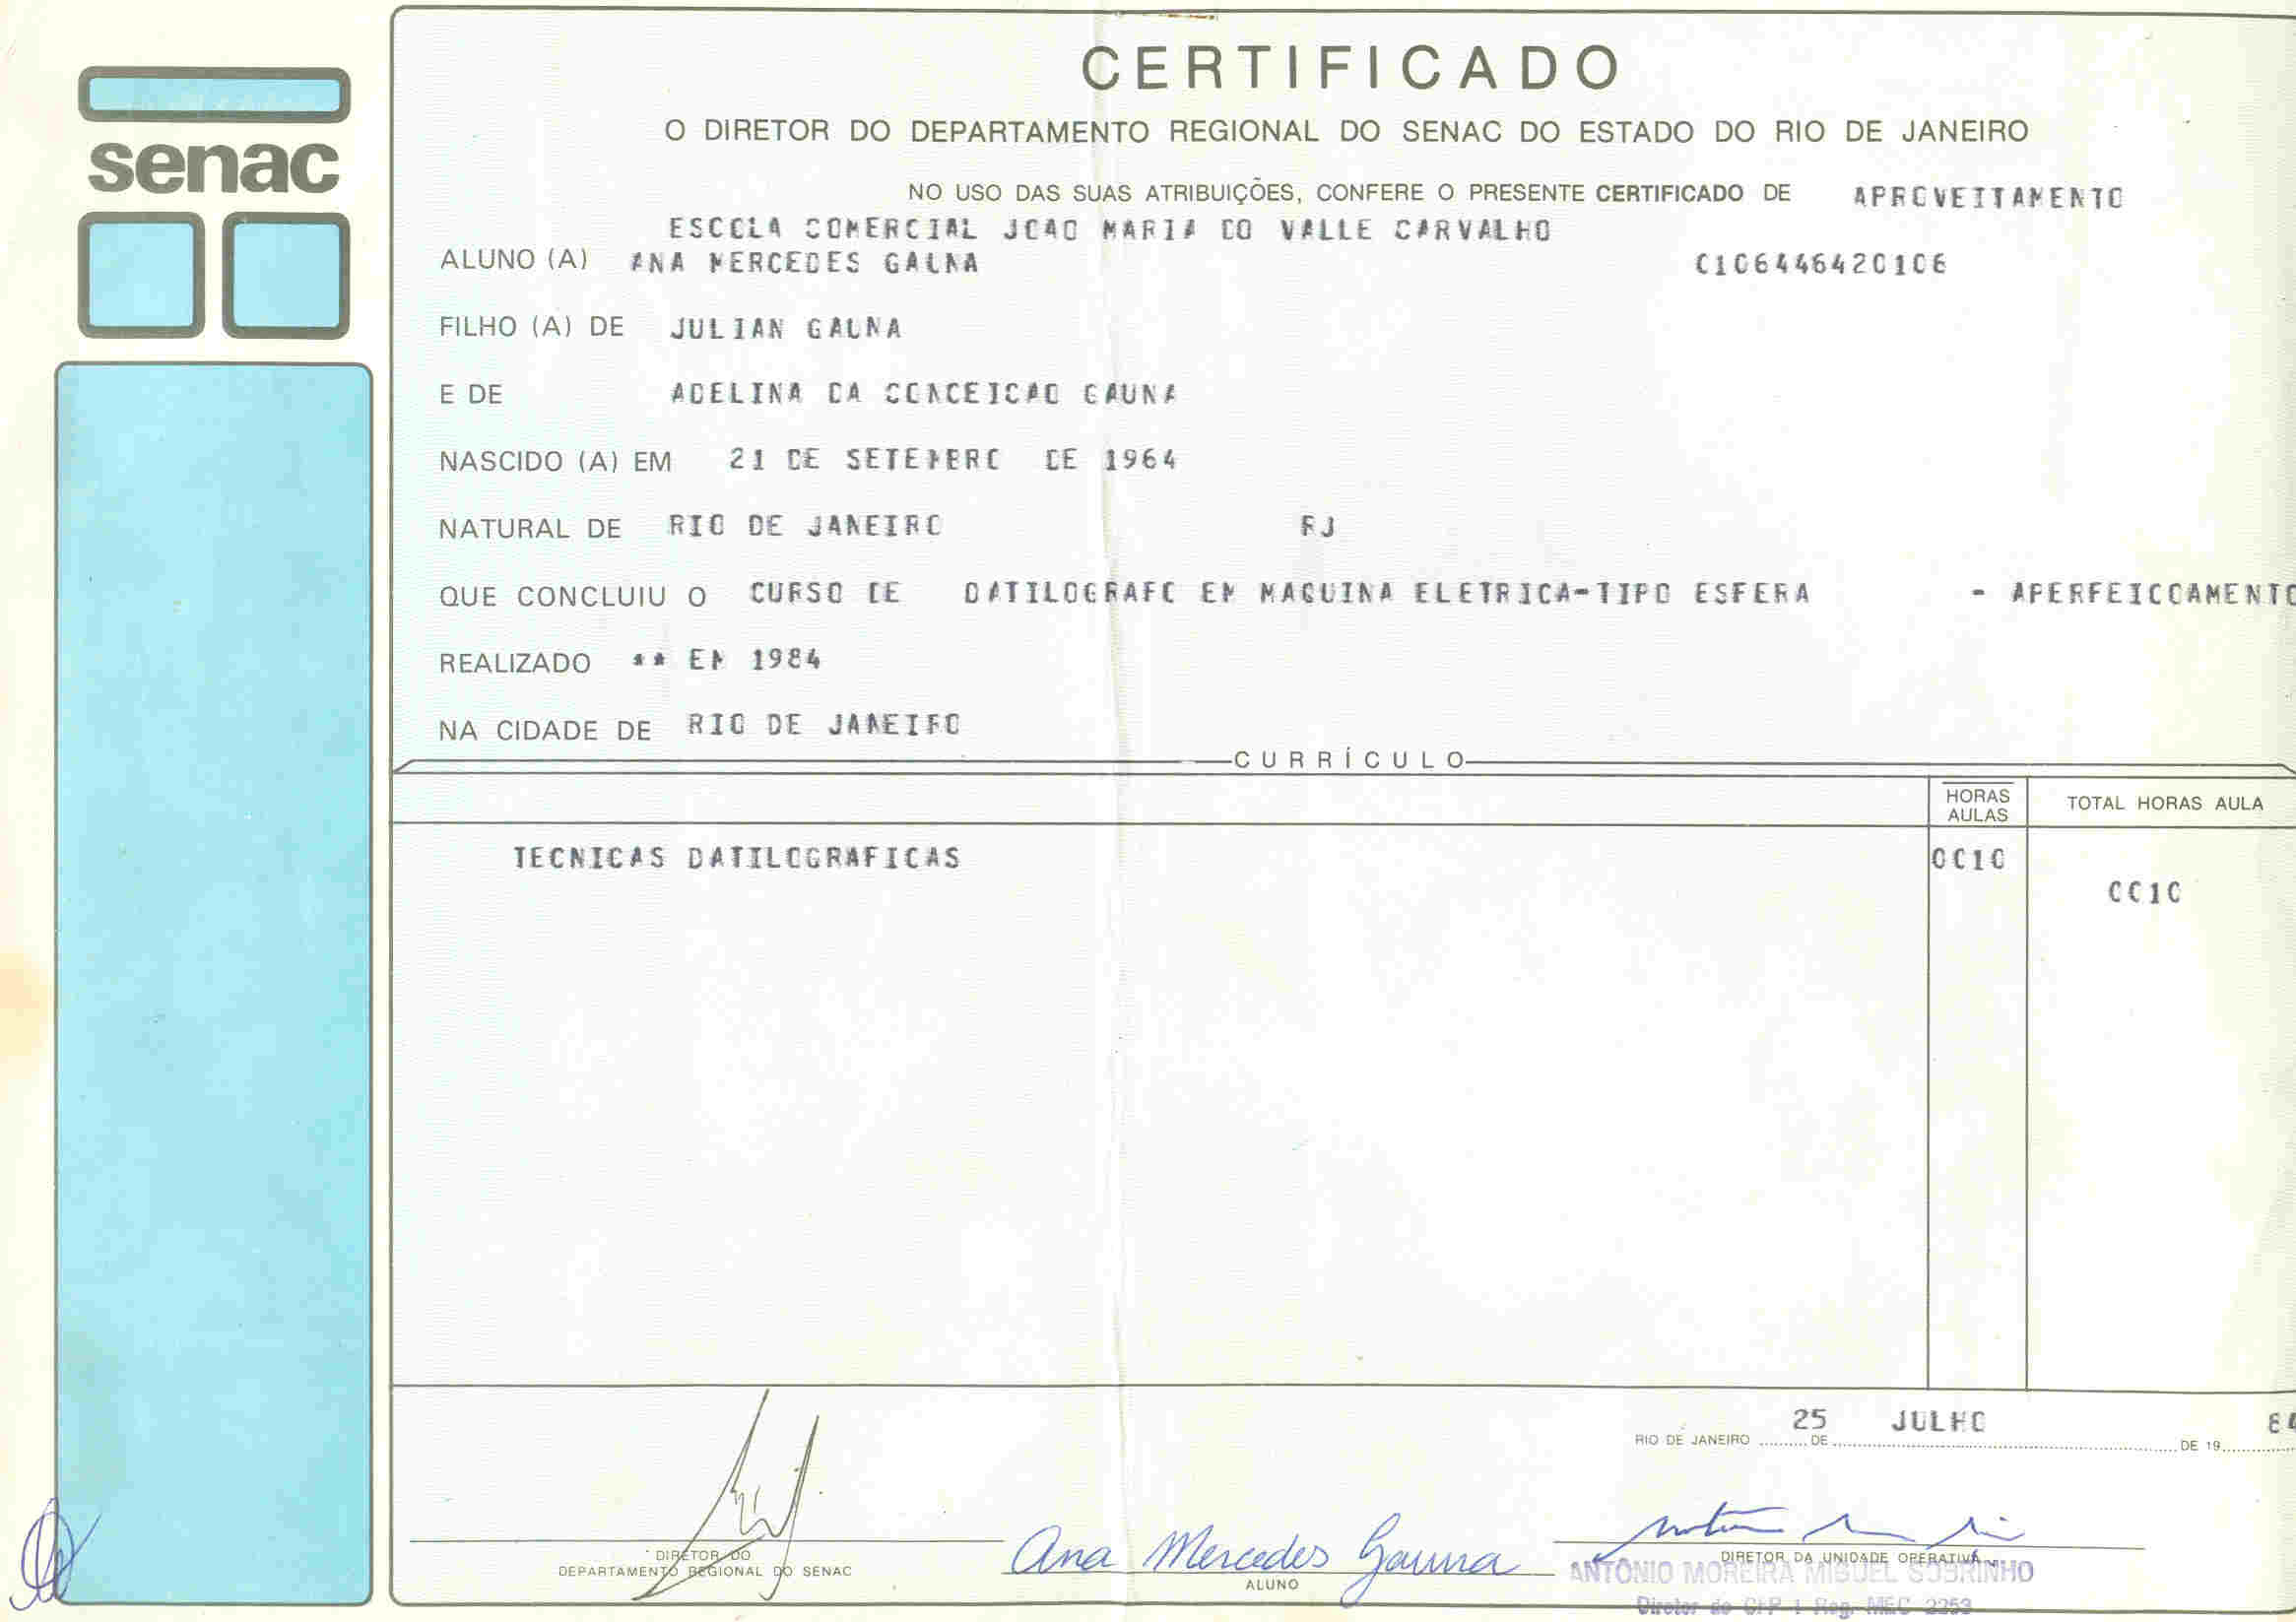 senac
CERTIFICADO
O DIRETOR DO DEPARTAMENTO REGIONAL DO SENAC DO ESTADO DO RIO DE JANEIRO
NO USO DAS SUAS ATRIBUIÇÕES, CONFERE O PRESENTE CERTIFICADO DE APROVEITAMENTO
ESCOLA COMERCIAL JOAO MARIA DO VALLE CARVALHO
ALUNO (A) ANA MERCEDES GAUNA 0106446420106
FILHO (A) DE JULIAN GAUNA
E DE ADELINA DA CONCEICAO GAUNA
NASCIDO (A) EM 21 DE SETEMBRO DE 1964
NATURAL DE RIO DE JANEIRO RJ
QUE CONCLUIU O CURSO DE DATILOGRAFO EM MAQUINA ELETRICA-TIPO ESFERA - APERFEICOAMENTO
REALIZADO ** EM 1984
NA CIDADE DE RIO DE JANEIRO
CURRÍCULO
HORAS AULAS
TOTAL HORAS AULA
TECNICAS DATILOGRAFICAS 0010
0010
25 JULHO 84
RIO DE JANEIRO ........ DE ........ DE 19........
Ana Mercedes Gauna
DIRETOR DO
DEPARTAMENTO REGIONAL DO SENAC
ALUNO
DIRETOR DA UNIDADE OPERATIVA
ANTÔNIO MOREIRA MIGUEL SOBRINHO
Diretor do CFP 1 Reg. MEC 2253